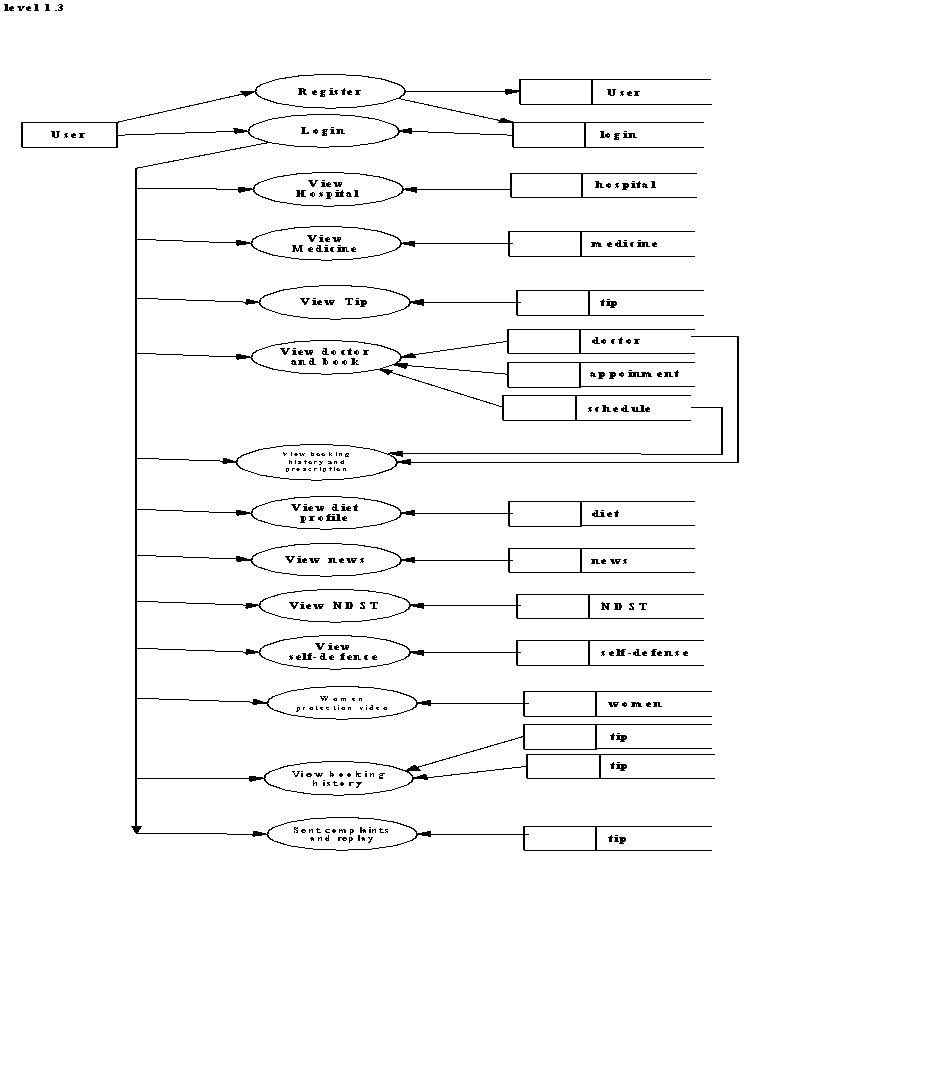 level 1.3
Register
User
User
Login
login
View
Hospital
hospital
View
Medicine
medicine
View Tip
tip
doctor
View doctor
and book
appoinment
schedule
View booking
history and
prescription
View diet
profile
diet
View news
news
View NDST
NDST
View
self-defence
self-defense
Women
protection video
women
tip
tip
View booking
history
Sent complaints
and replay
tip